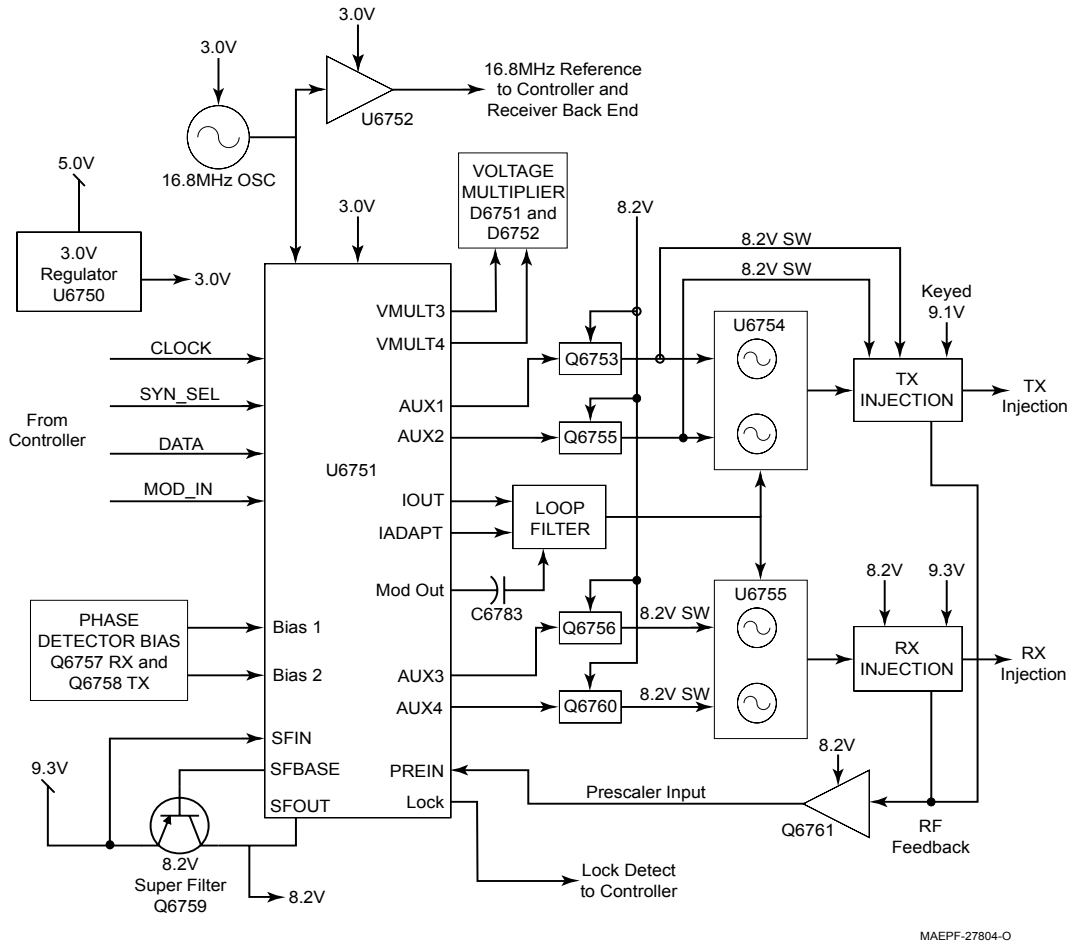 3.0V
3.0V
16.8MHz Reference
to Controller and
Receiver Back End
U6752
16.8MHz OSC
5.0V
3.0V
Regulator
U6750
3.0V
3.0V
VOLTAGE
MULTIPLIER
D6751 and
D6752
8.2V
8.2V SW
8.2V SW
Keyed
9.1V
From
Controller
CLOCK
SYN_SEL
DATA
MOD_IN
U6751
VMULT3
VMULT4
AUX1
AUX2
IOUT
IADAPT
Mod Out
AUX3
AUX4
PREIN
Lock
Bias 1
Bias 2
SFIN
SFBASE
SFOUT
Q6753
Q6755
U6754
TX
INJECTION
TX
Injection
LOOP
FILTER
C6783
Q6756
8.2V SW
Q6760
8.2V SW
U6755
8.2V
9.3V
RX
INJECTION
RX
Injection
PHASE
DETECTOR BIAS
Q6757 RX and
Q6758 TX
9.3V
8.2V
Super Filter
Q6759
8.2V
Prescaler Input
8.2V
Q6761
RF
Feedback
Lock Detect
to Controller
MAEPF-27804-O